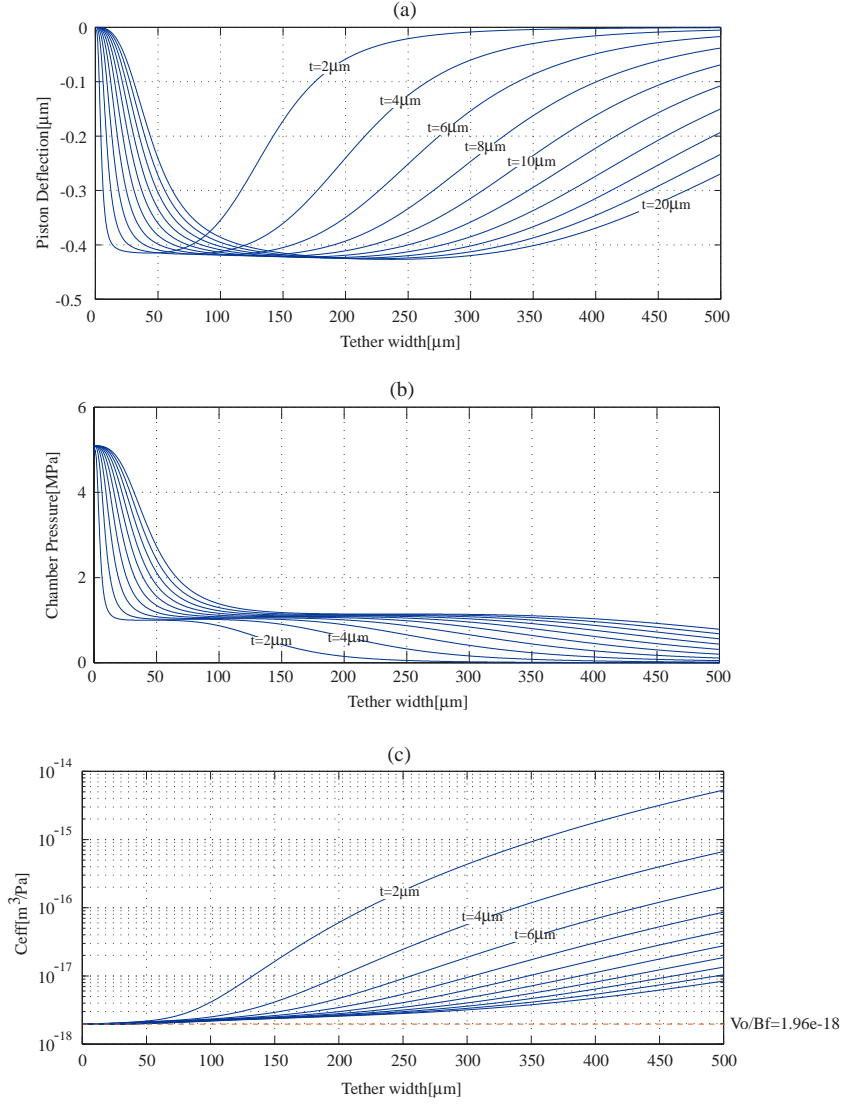 (a)
0
-0.1
-0.2
-0.3
-0.4
-0.5
Piston Deflection[μm]
t=2μm
t=4μm
t=6μm
t=8μm
t=10μm
t=20μm
0 50 100 150 200 250 300 350 400 450 500
Tether width[μm]
(b)
6
4
2
0
Chamber Pressure[MPa]
t=2μm
t=4μm
0 50 100 150 200 250 300 350 400 450 500
Tether width[μm]
(c)
10^-14
10^-15
10^-16
10^-17
10^-18
Ceff[m^3/Pa]
t=2μm
t=4μm
t=6μm
Vo/Bf=1.96e-18
0 50 100 150 200 250 300 350 400 450 500
Tether width[μm]